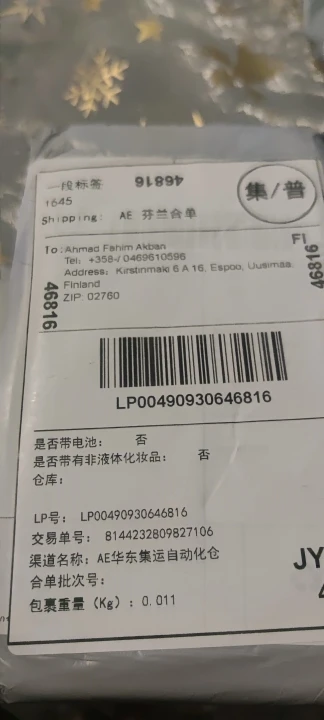 一段标签 46816
1645
集/普
Shipping: AE 芬兰合单
To: Ahmad Fahim Akbari
FI
Tel: +358-/ 0469610596
Address: Kirstinmäki 6 A 16, Espoo, Uusimaa,
Finland
ZIP 02760
46816
46816
LP00490930646816
是否带电池: 否
是否带有非液体化妆品: 否
仓库:
LP号: LP00490930646816
交易单号: 8144232809827106
渠道名称: AE华东集运自动化仓
JY
合单批次号:
包裹重量 (Kg) : 0.011